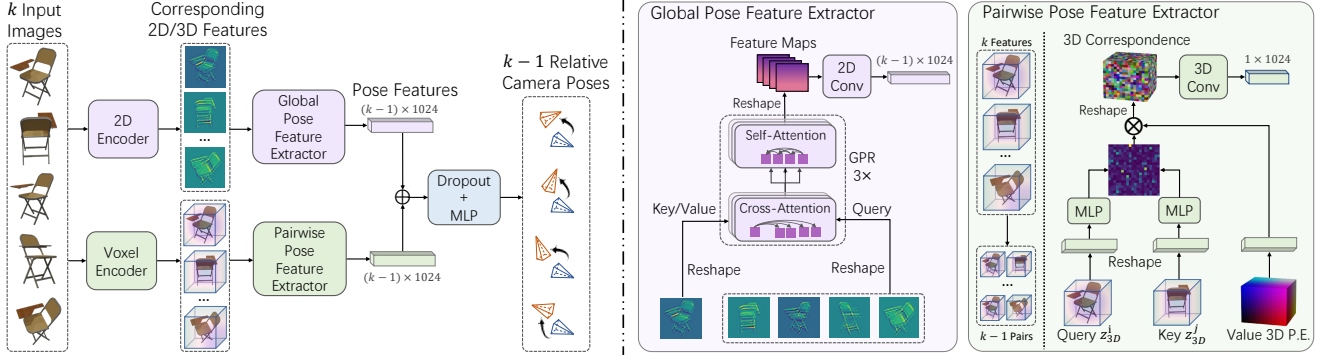 k Input
Images
Corresponding
2D/3D Features
2D
Encoder
Voxel
Encoder
...
...
Global
Pose
Feature
Extractor
Pairwise
Pose
Feature
Extractor
Pose Features
(k−1) × 1024
(k−1) × 1024
Dropout
+
MLP
k − 1 Relative
Camera Poses
Global Pose Feature Extractor
Feature Maps
2D
Conv
(k−1) × 1024
Reshape
Self-Attention
GPR
3×
Key/Value
Cross-Attention
Query
Reshape
Reshape
Pairwise Pose Feature Extractor
k Features
...
...
k − 1 Pairs
3D Correspondence
3D
Conv
1 × 1024
Reshape
MLP
MLP
Reshape
Query z^i_3D
Key z^j_3D
Value 3D P.E.